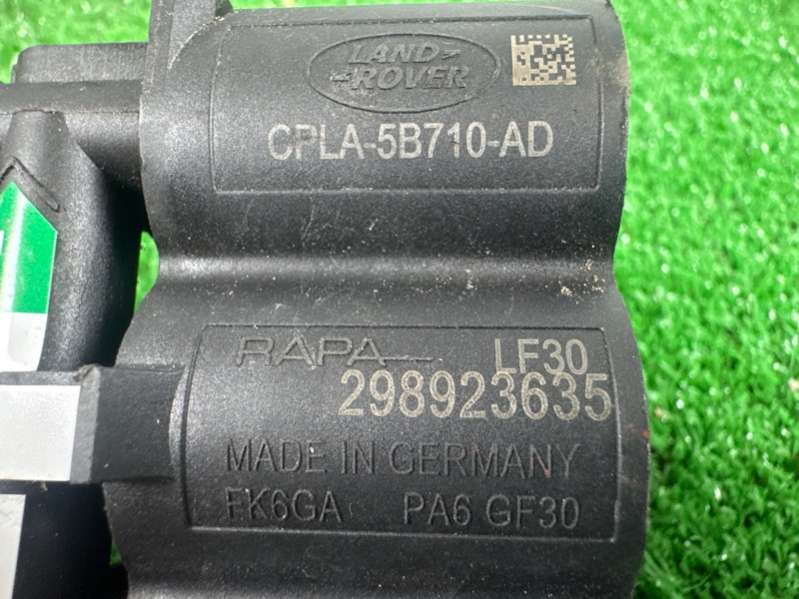 LAND
ROVER
CPLA-5B710-AD
RAPA LF30
298923635
MADE IN GERMANY
FK6GA PA6 GF30